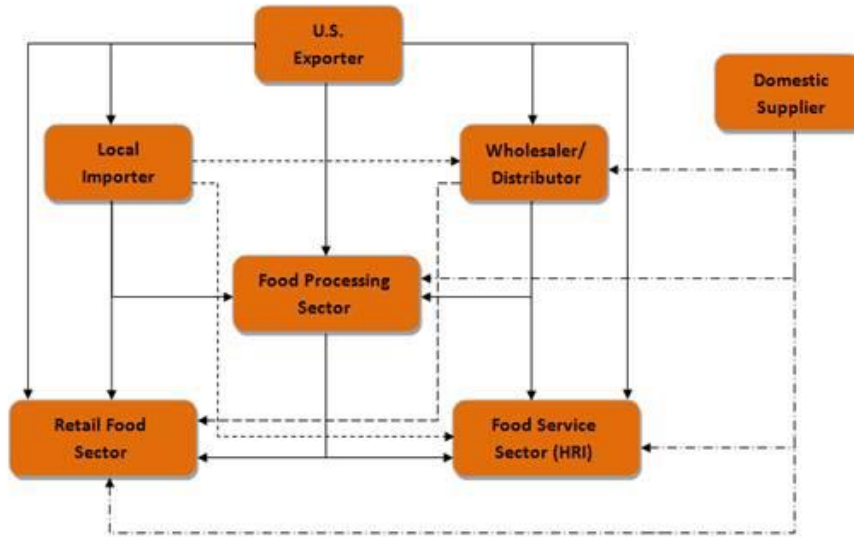 U.S.
Exporter
Domestic
Supplier
Local
Importer
Wholesaler/
Distributor
Food Processing
Sector
Retail Food
Sector
Food Service
Sector (HRI)